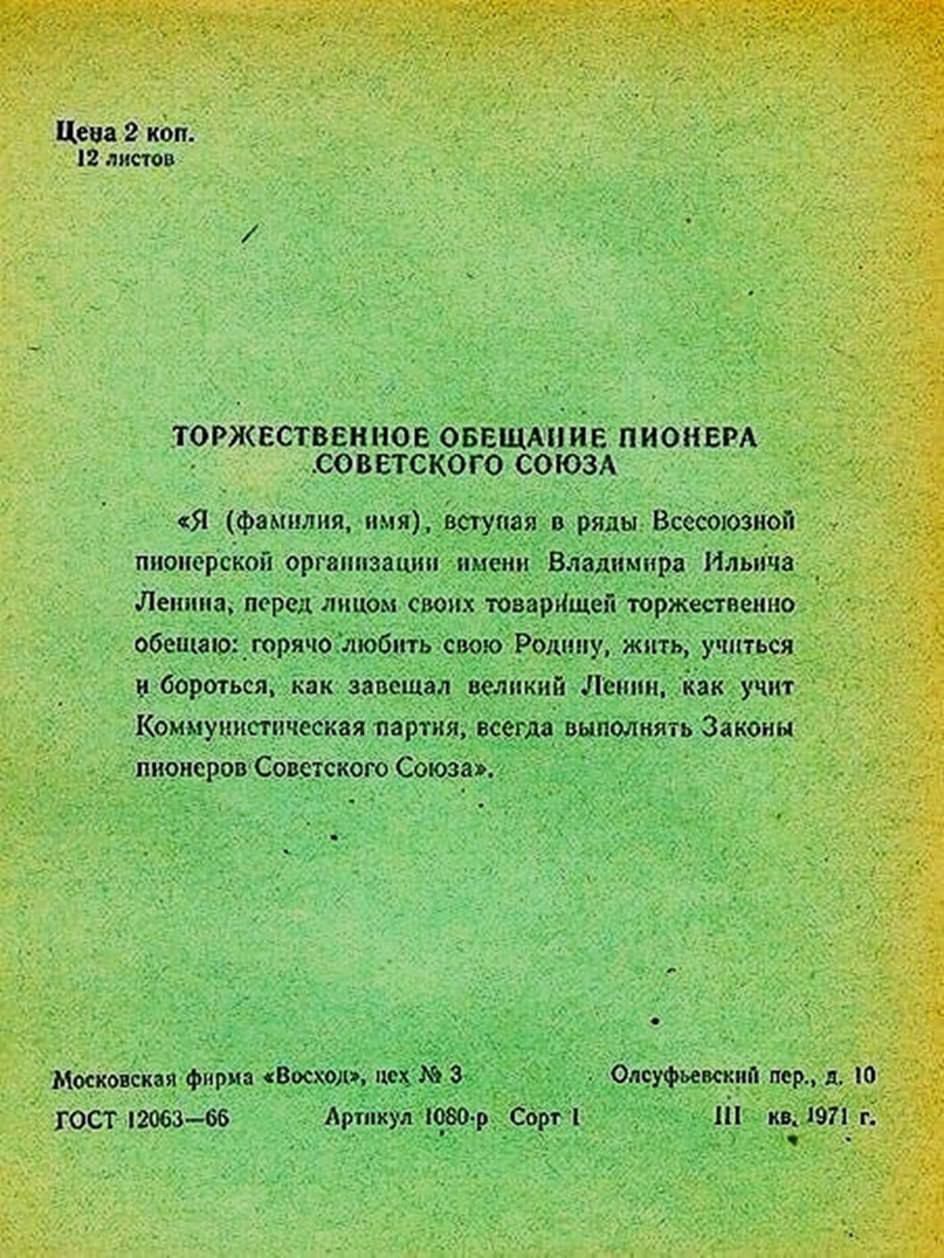 Цена 2 коп.
12 листов
ТОРЖЕСТВЕННОЕ ОБЕЩАНИЕ ПИОНЕРА
СОВЕТСКОГО СОЮЗА
«Я (фамилия, имя), вступая в ряды Всесоюзной
пионерской организации имени Владимира Ильича
Ленина, перед лицом своих товарищей торжественно
обещаю: горячо любить свою Родину, жить, учиться
и бороться, как завещал великий Ленин, как учит
Коммунистическая партия, всегда выполнять Законы
пионеров Советского Союза».
Московская фирма «Восход», цех № 3 Олсуфьевский пер., д. 10
ГОСТ 12063—66 Артикул 1080-р Сорт I III кв. 1971 г.